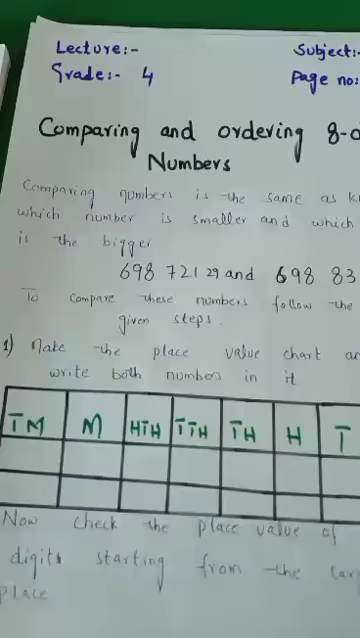 Lecture:- Subject:-
Grade:- 4 Page no:
Comparing and ordering 8-
Numbers
Comparing numbers is the same as
which number is smaller and which
is the bigger
698 721 29 and 698 83
To compare these numbers follow the
given steps.
1) Make the place value chart
write both numbers in it
TM M HTH TTH TH H T
Now check the place value of
digits starting from the
place